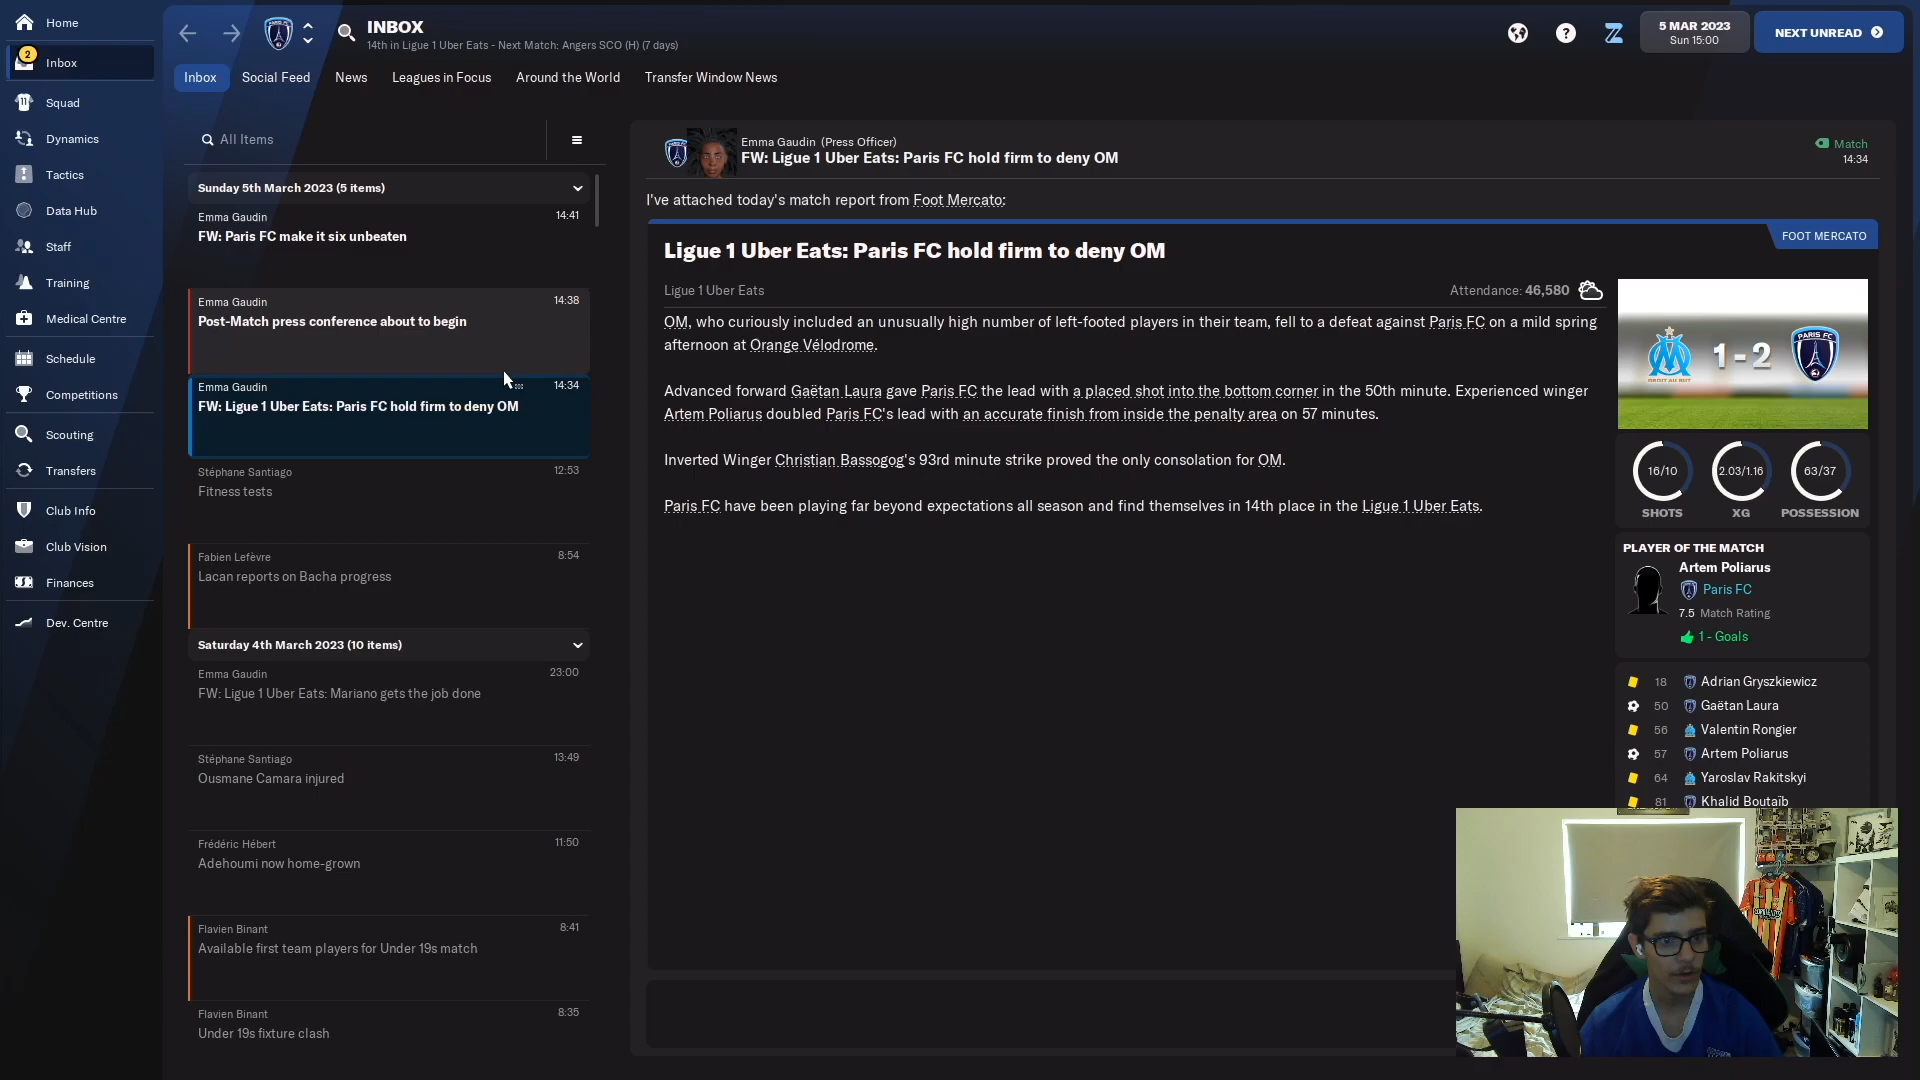 Home
2
Inbox
Squad
Dynamics
Tactics
Data Hub
Staff
Training
Medical Centre
Schedule
Competitions
Scouting
Transfers
Club Info
Club Vision
Finances
Dev. Centre
INBOX
14th in Ligue 1 Uber Eats - Next Match: Angers SCO (H) (7 days)
5 MAR 2023
Sun 15:00
NEXT UNREAD
Inbox Social Feed News Leagues in Focus Around the World Transfer Window News
All Items
Sunday 5th March 2023 (5 items)
Emma Gaudin 14:41
FW: Paris FC make it six unbeaten
Emma Gaudin 14:38
Post-Match press conference about to begin
Emma Gaudin 14:34
FW: Ligue 1 Uber Eats: Paris FC hold firm to deny OM
Stéphane Santiago 12:53
Fitness tests
Fabien Lefèvre 8:54
Lacan reports on Bacha progress
Saturday 4th March 2023 (10 items)
Emma Gaudin 23:00
FW: Ligue 1 Uber Eats: Mariano gets the job done
Stéphane Santiago 13:49
Ousmane Camara injured
Frédéric Hébert 11:50
Adehoumi now home-grown
Flavien Binant 8:41
Available first team players for Under 19s match
Flavien Binant 8:35
Under 19s fixture clash
Emma Gaudin (Press Officer)
FW: Ligue 1 Uber Eats: Paris FC hold firm to deny OM
Match
14:34
I've attached today's match report from Foot Mercato:
FOOT MERCATO
Ligue 1 Uber Eats: Paris FC hold firm to deny OM
Ligue 1 Uber Eats Attendance: 46,580
OM, who curiously included an unusually high number of left-footed players in their team, fell to a defeat against Paris FC on a mild spring
afternoon at Orange Vélodrome.
Advanced forward Gaëtan Laura gave Paris FC the lead with a placed shot into the bottom corner in the 50th minute. Experienced winger
Artem Poliarus doubled Paris FC's lead with an accurate finish from inside the penalty area on 57 minutes.
Inverted Winger Christian Bassogog's 93rd minute strike proved the only consolation for OM.
Paris FC have been playing far beyond expectations all season and find themselves in 14th place in the Ligue 1 Uber Eats.
DROIT AU BUT
1 - 2
PARIS FC
16/10 2.03/1.16 63/37
SHOTS XG POSSESSION
PLAYER OF THE MATCH
Artem Poliarus
Paris FC
7.5 Match Rating
1 - Goals
18 Adrian Gryszkiewicz
50 Gaëtan Laura
56 Valentin Rongier
57 Artem Poliarus
64 Yaroslav Rakitskyi
81 Khalid Boutaïb